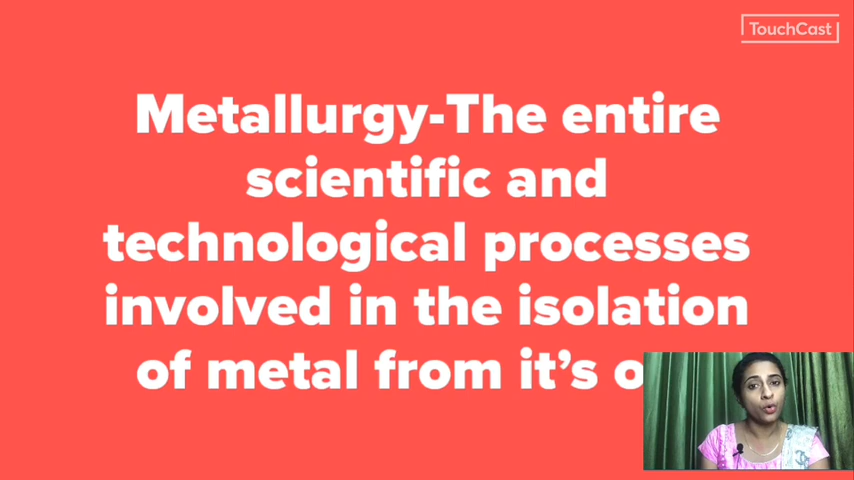 TouchCast
Metallurgy-The entire
scientific and
technological processes
involved in the isolation
of metal from it’s